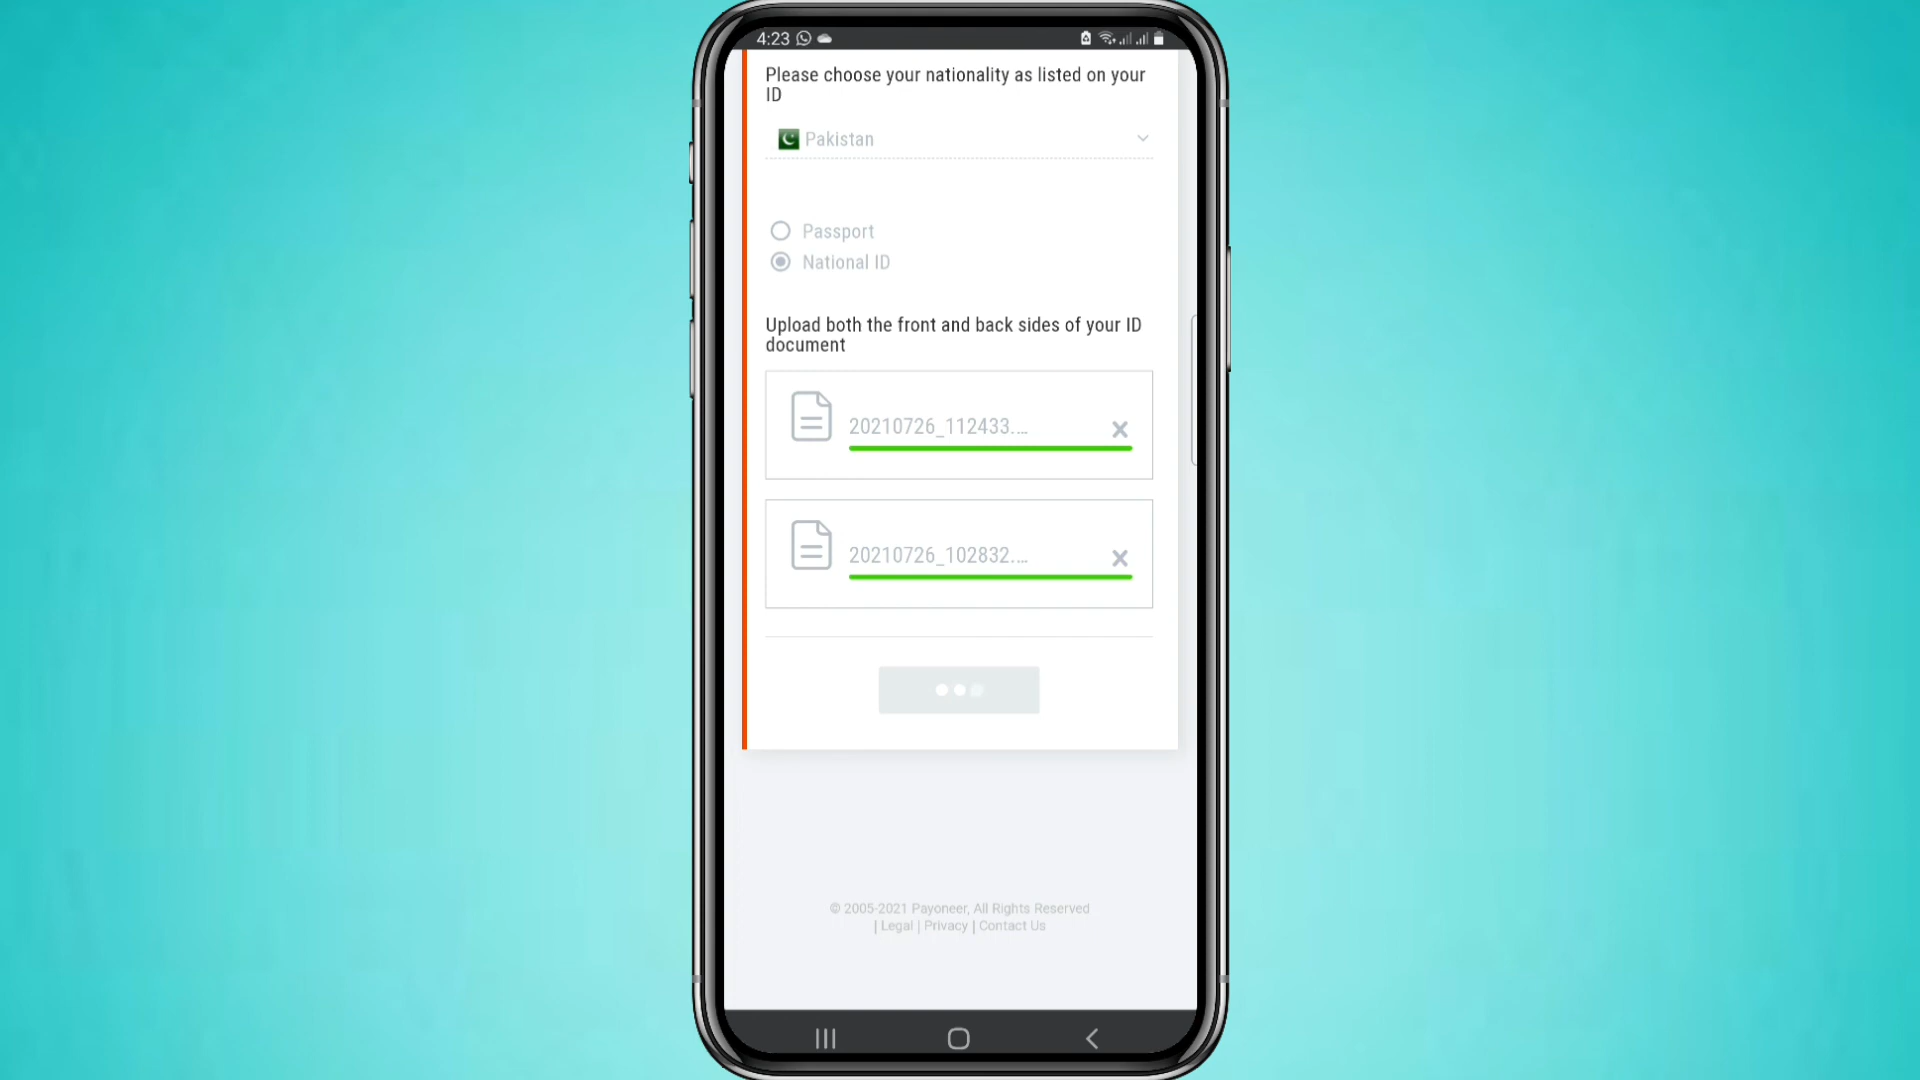 4:23
Please choose your nationality as listed on your
ID
Pakistan
Passport
National ID
Upload both the front and back sides of your ID
document
20210726_112433....
20210726_102832....
© 2005-2021 Payoneer, All Rights Reserved
| Legal | Privacy | Contact Us